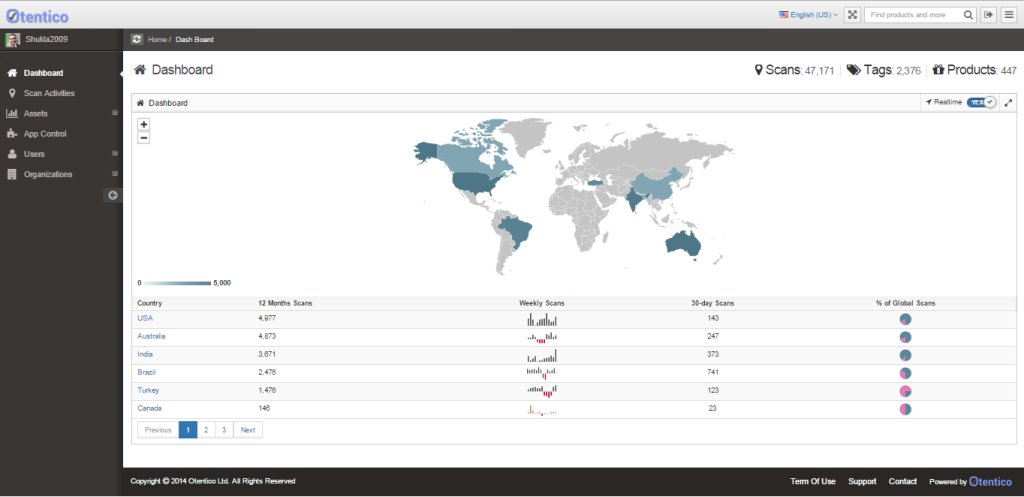 Otentico
English (US)
Find products and more
Shukla2009
Home / Dash Board
Dashboard
Scan Activities
Assets
App Control
Users
Organizations
Dashboard
Scans: 47,171
Tags: 2,376
Products: 447
Dashboard
Realtime YES
+
−
0 5,000
Country 12 Months Scans Weekly Scans 30-day Scans % of Global Scans
USA 4,977 143
Australia 4,873 247
India 3,671 373
Brazil 2,476 741
Turkey 1,476 123
Canada 146 23
Previous 1 2 3 Next
Copyright © 2014 Otentico Ltd. All Rights Reserved
Term Of Use Support Contact Powered by Otentico